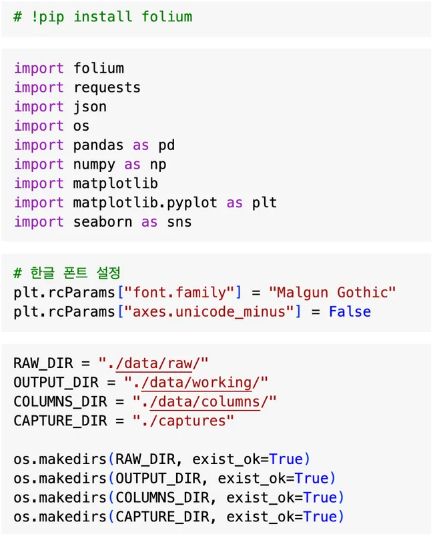 # !pip install folium
import folium
import requests
import json
import os
import pandas as pd
import numpy as np
import matplotlib
import matplotlib.pyplot as plt
import seaborn as sns
# 한글 폰트 설정
plt.rcParams["font.family"] = "Malgun Gothic"
plt.rcParams["axes.unicode_minus"] = False
RAW_DIR = "./data/raw/"
OUTPUT_DIR = "./data/working/"
COLUMNS_DIR = "./data/columns/"
CAPTURE_DIR = "./captures"
os.makedirs(RAW_DIR, exist_ok=True)
os.makedirs(OUTPUT_DIR, exist_ok=True)
os.makedirs(COLUMNS_DIR, exist_ok=True)
os.makedirs(CAPTURE_DIR, exist_ok=True)